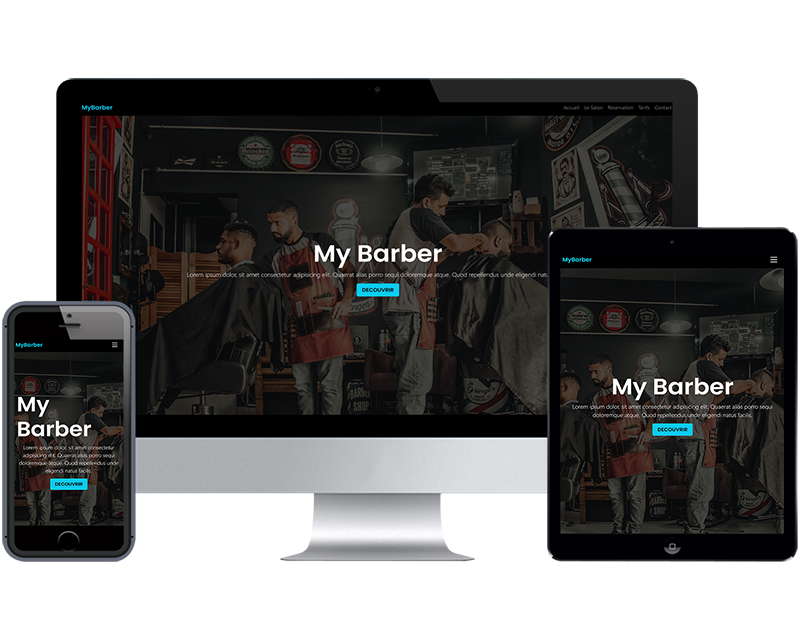 MyBarber
Accueil Le Salon Réservation Tarifs Contact
My Barber
Lorem ipsum dolor, sit amet consectetur adipisicing elit. Quaerat alias porro sequi doloremque atque. Quod repellendus unde eligendi nat
DECOUVRIR
MyBarber
My Barber
Lorem ipsum dolor, sit amet consectetur adipisicing elit. Quaerat alias porro sequi
doloremque atque. Quod repellendus unde eligendi natus facilis.
DECOUVRIR
MyBarber
My
Barber
Lorem ipsum dolor, sit amet consectetur
adipisicing elit. Quaerat alias porro sequi
doloremque atque. Quod repellendus unde
eligendi natus facilis.
DECOUVRIR
BARBER
SHOP